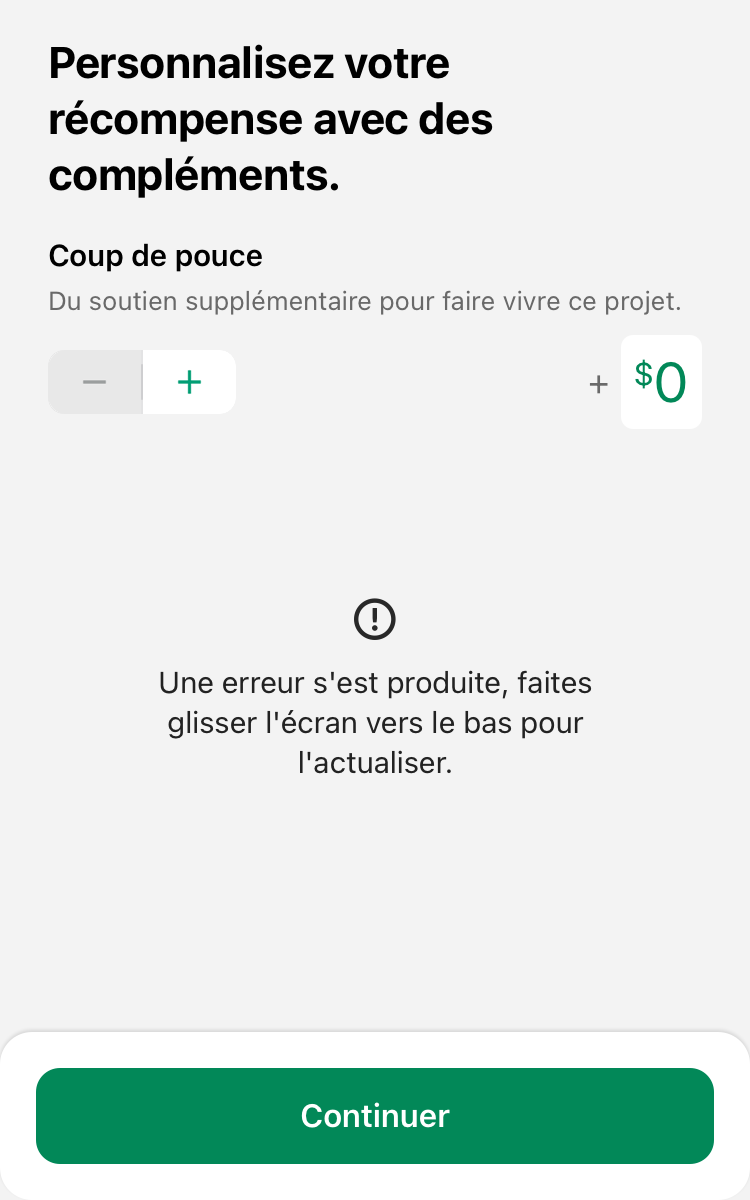 Personnalisez votre
récompense avec des
compléments.
Coup de pouce
Du soutien supplémentaire pour faire vivre ce projet.
− +
+ $0
Une erreur s'est produite, faites
glisser l'écran vers le bas pour
l'actualiser.
Continuer